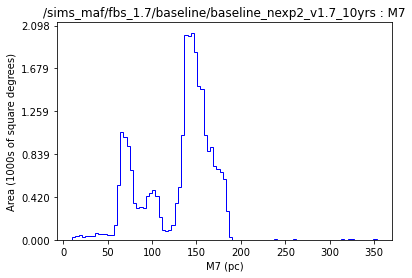 /sims_maf/fbs_1.7/baseline/baseline_nexp2_v1.7_10yrs : M7
2.098
1.679
1.259
0.839
0.420
0.000
Area (1000s of square degrees)
0 50 100 150 200 250 300 350
M7 (pc)